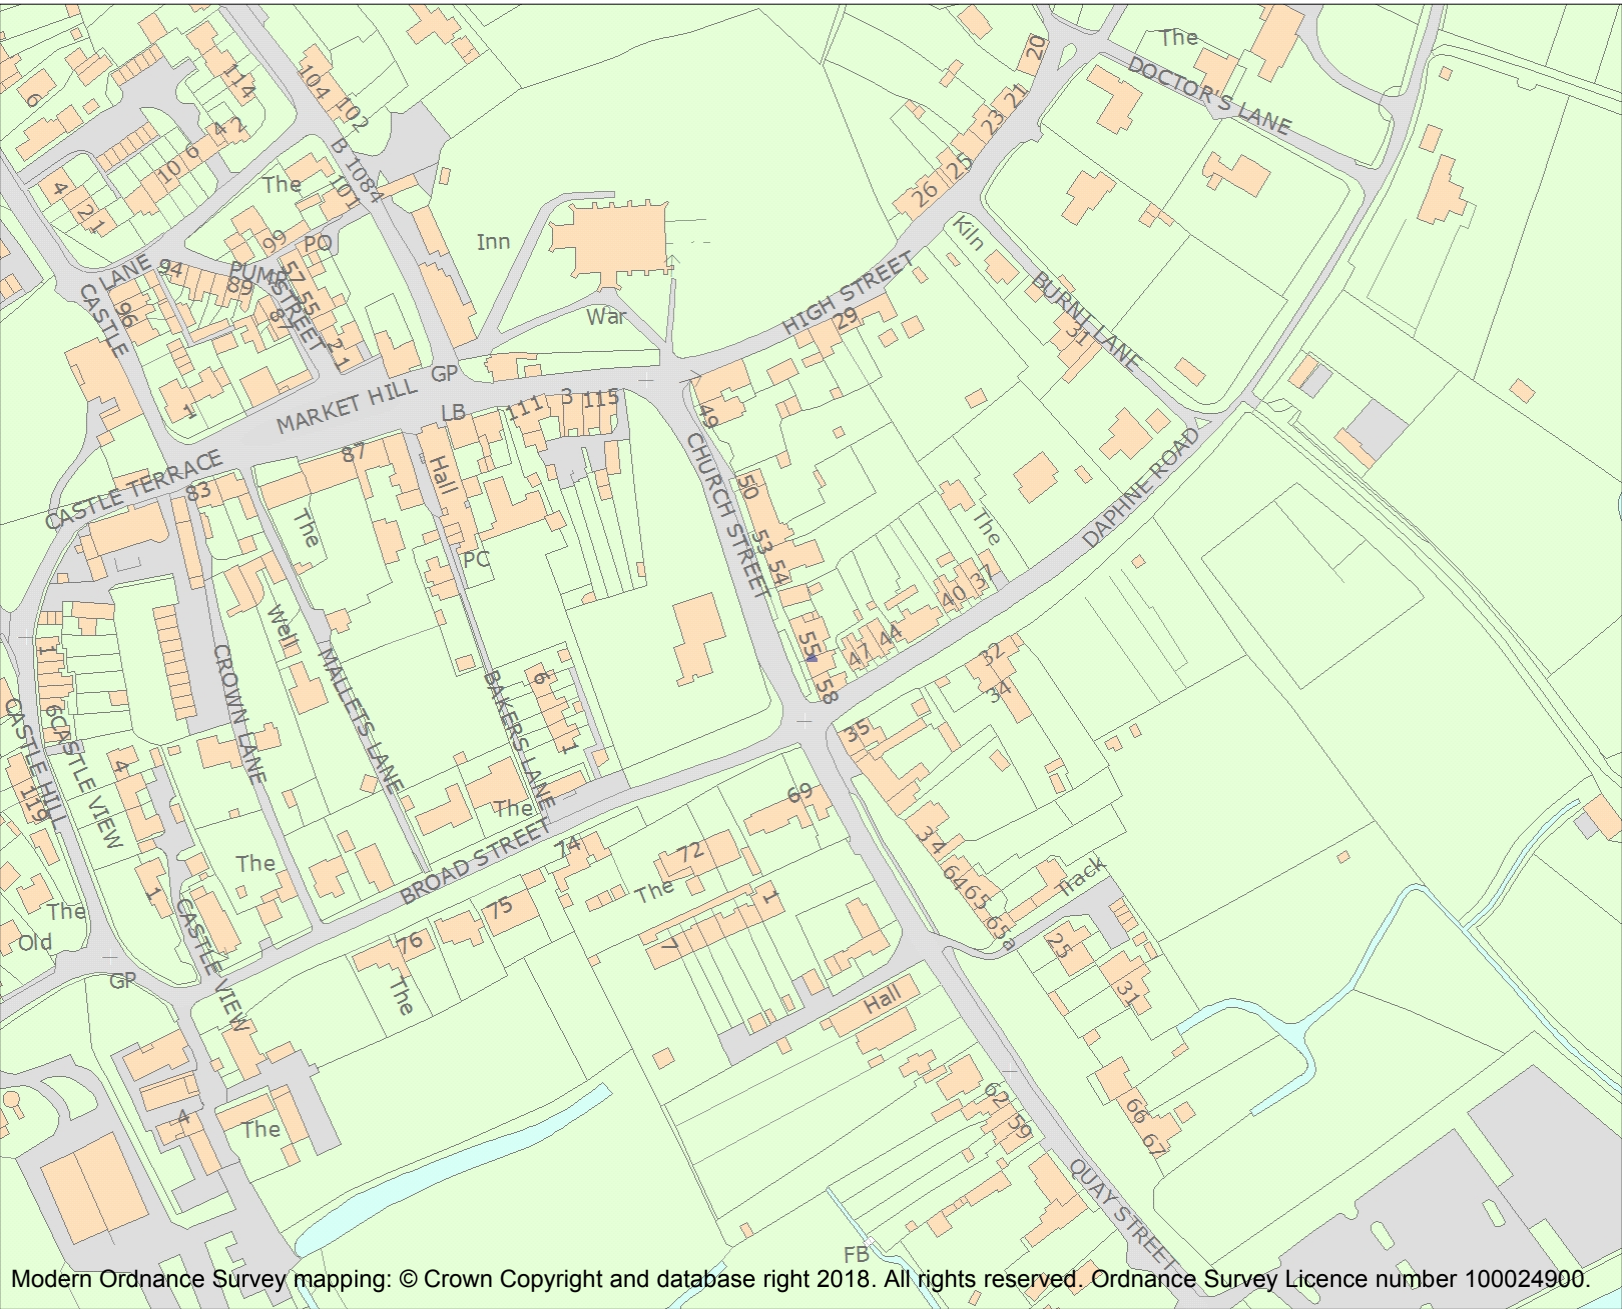 The
20
DOCTOR'S LANE
104
114
102
6
21
23
4 2
B 1084
10 6
25
The
101
4
21
26
Kiln
Inn
99
PO
LANE
94
PUMP STREET
89
57
55
BURNT LANE
HIGH STREET
CASTLE
96
87
War
29
31
2
1
GP
MARKET HILL
LB
111
3
115
1
49
87
CHURCH STREET
CASTLE TERRACE
83
Hall
50
DAPHNE ROAD
The
The
53
PC
54
37
40
Well
55
44
47
32
1
CROWN LANE
MALLETS LANE
BAKERS LANE
6
58
34
CASTLE HILL
6
CASTLE VIEW
35
1
4
119
The
69
BROAD STREET
74
34
72
The
1
The
64
65
Track
65a
1
75
7
The
Old
CASTLE VIEW
76
25
GP
The
Hall
31
62
59
66
67
4
The
QUAY STREET
FB
Modern Ordnance Survey mapping: © Crown Copyright and database right 2018. All rights reserved. Ordnance Survey Licence number 100024900.